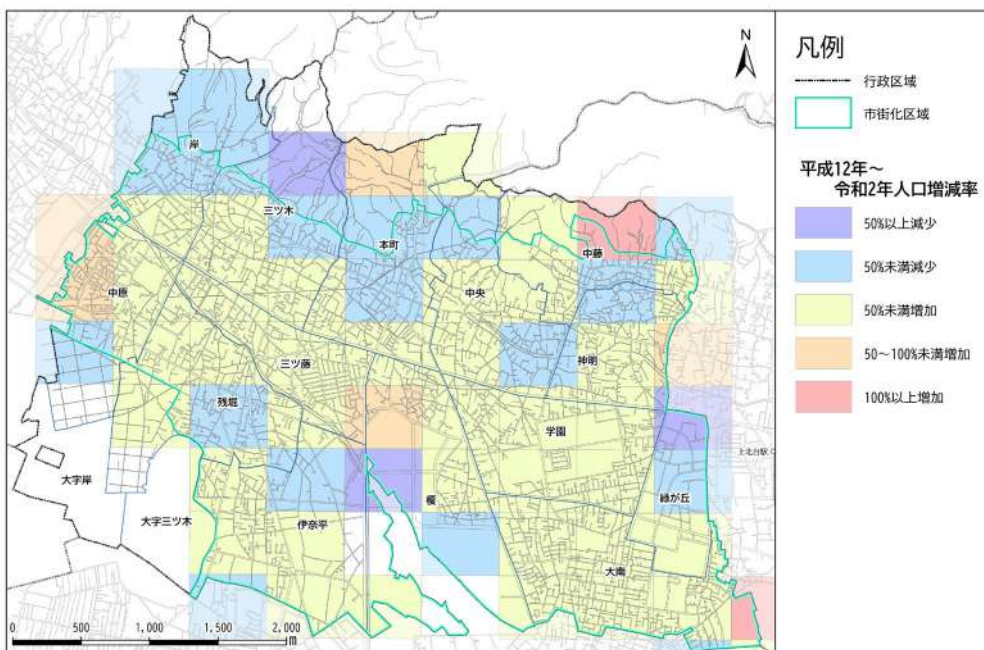 N
岸
三ツ木
本町
中藤
中原
中央
三ツ藤
神明
残堀
学園
上北台駅
大字岸
榎
緑が丘
大字三ツ木
伊奈平
大南
0 500 1,000 1,500 2,000
m
凡例
行政区域
市街化区域
平成12年～
令和2年人口増減率
50%以上減少
50%未満減少
50%未満増加
50～100%未満増加
100%以上増加